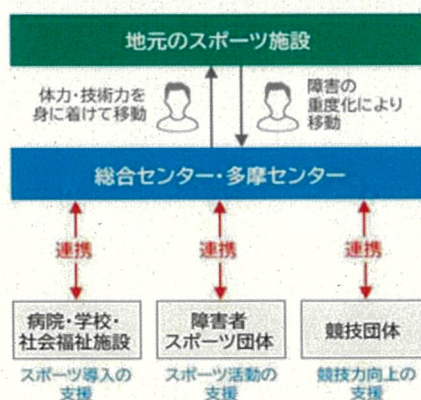 地元のスポーツ施設
体力・技術力を
身に着けて移動
障害の
重度化により
移動
総合センター・多摩センター
連携
連携
連携
病院・学校・
社会福祉施設
障害者
スポーツ団体
競技団体
スポーツ導入の
支援
スポーツ活動の
支援
競技力向上の
支援